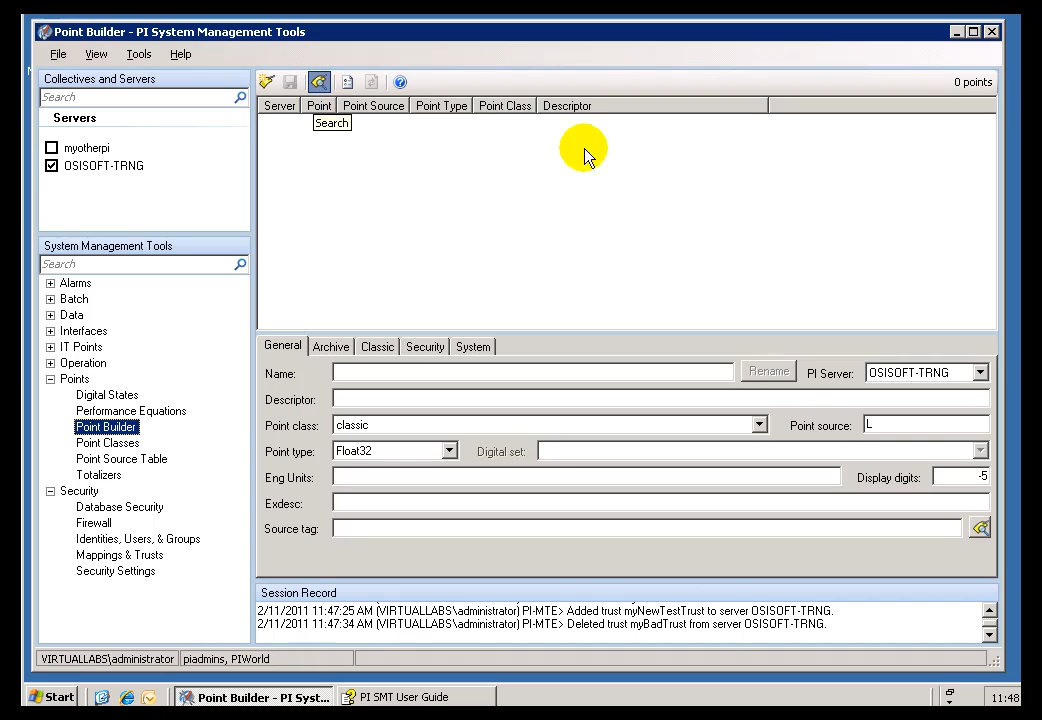 Point Builder - PI System Management Tools
File View Tools Help
Collectives and Servers
Search
Servers
myotherpi
OSISOFT-TRNG
System Management Tools
Search
Alarms
Batch
Data
Interfaces
IT Points
Operation
Points
Digital States
Performance Equations
Point Builder
Point Classes
Point Source Table
Totalizers
Security
Database Security
Firewall
Identities, Users, & Groups
Mappings & Trusts
Security Settings
0 points
Server Point Point Source Point Type Point Class Descriptor
Search
General Archive Classic Security System
Name: Rename PI Server: OSISOFT-TRNG
Descriptor:
Point class: classic Point source: L
Point type: Float32 Digital set:
Eng Units: Display digits: -5
Exdesc:
Source tag:
Session Record
2/11/2011 11:47:25 AM (VIRTUALLABS\administrator) PI-MTE> Added trust myNewTestTrust to server OSISOFT-TRNG.
2/11/2011 11:47:34 AM (VIRTUALLABS\administrator) PI-MTE> Deleted trust myBadTrust from server OSISOFT-TRNG.
VIRTUALLABS\administrator piadmins, PIWorld
Start Point Builder - PI Syst... PI SMT User Guide 11:48